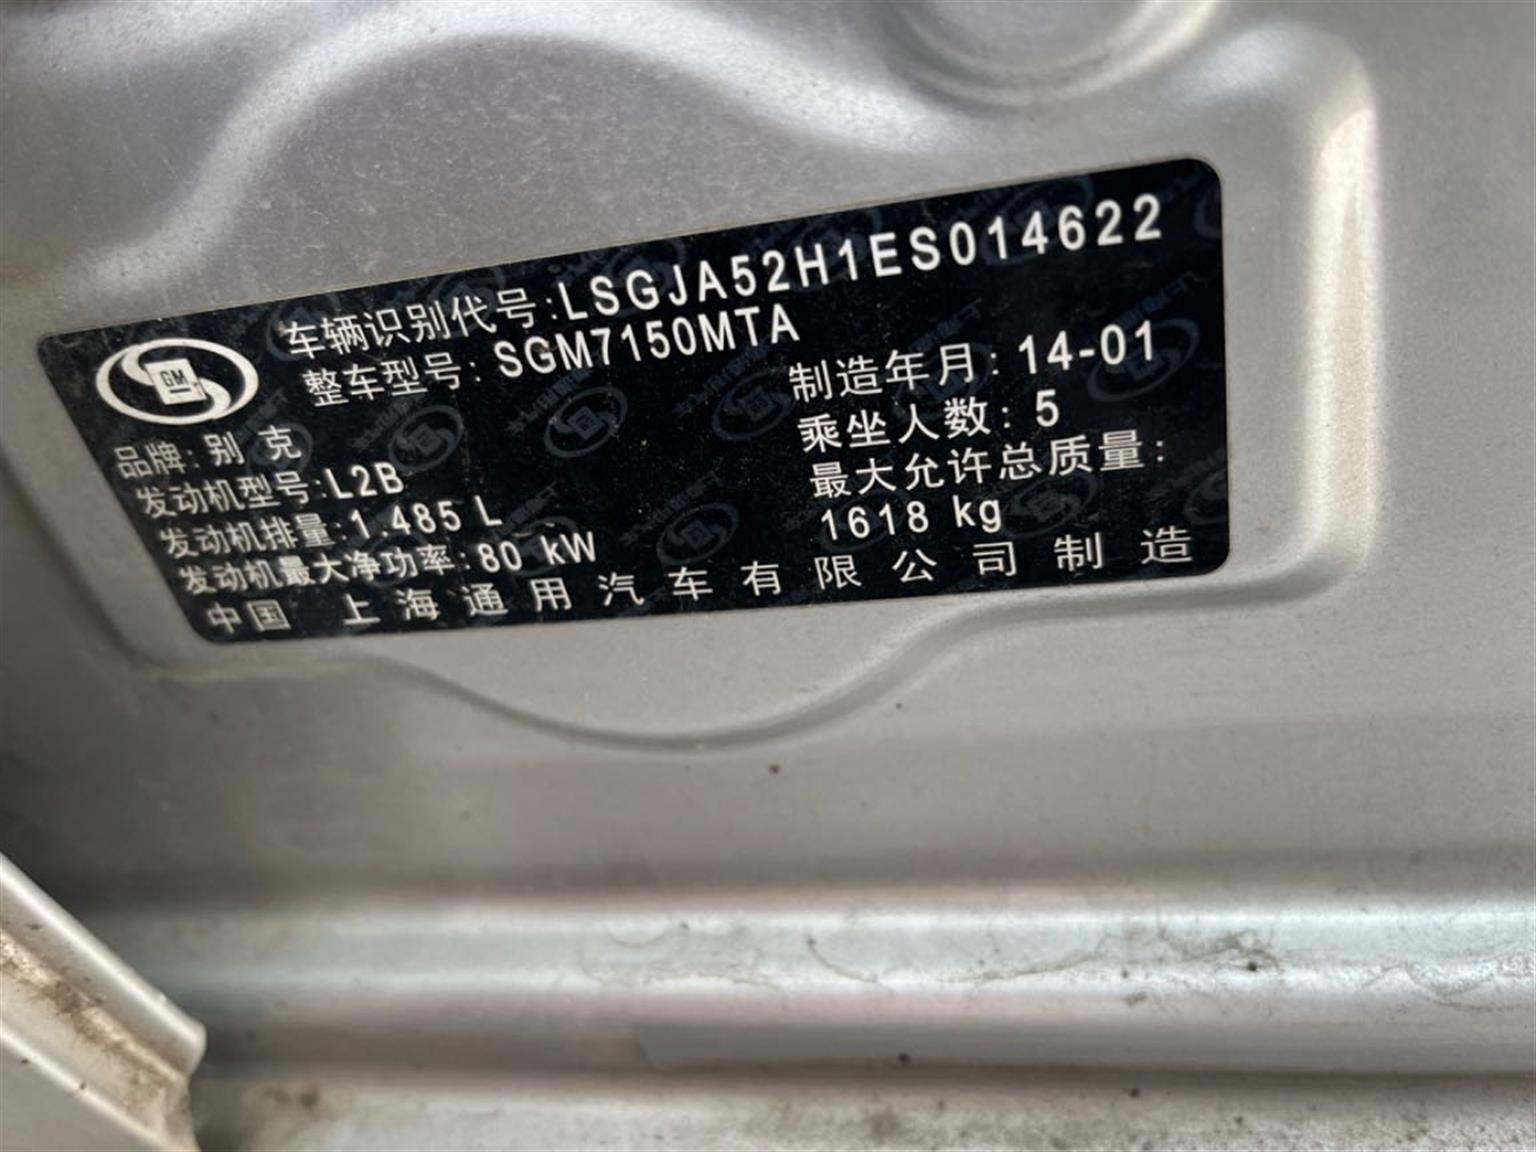 车辆识别代号:LSGJA52H1ES014622
整车型号: SGM7150MTA
GM
制造年月: 14-01
品牌: 别 克
乘坐人数: 5
发动机型号:L2B
最大允许总质量:
发动机排量:1.485 L
1618 kg
发动机最大净功率:80 kW
中国 上海通用汽车有限公司制造